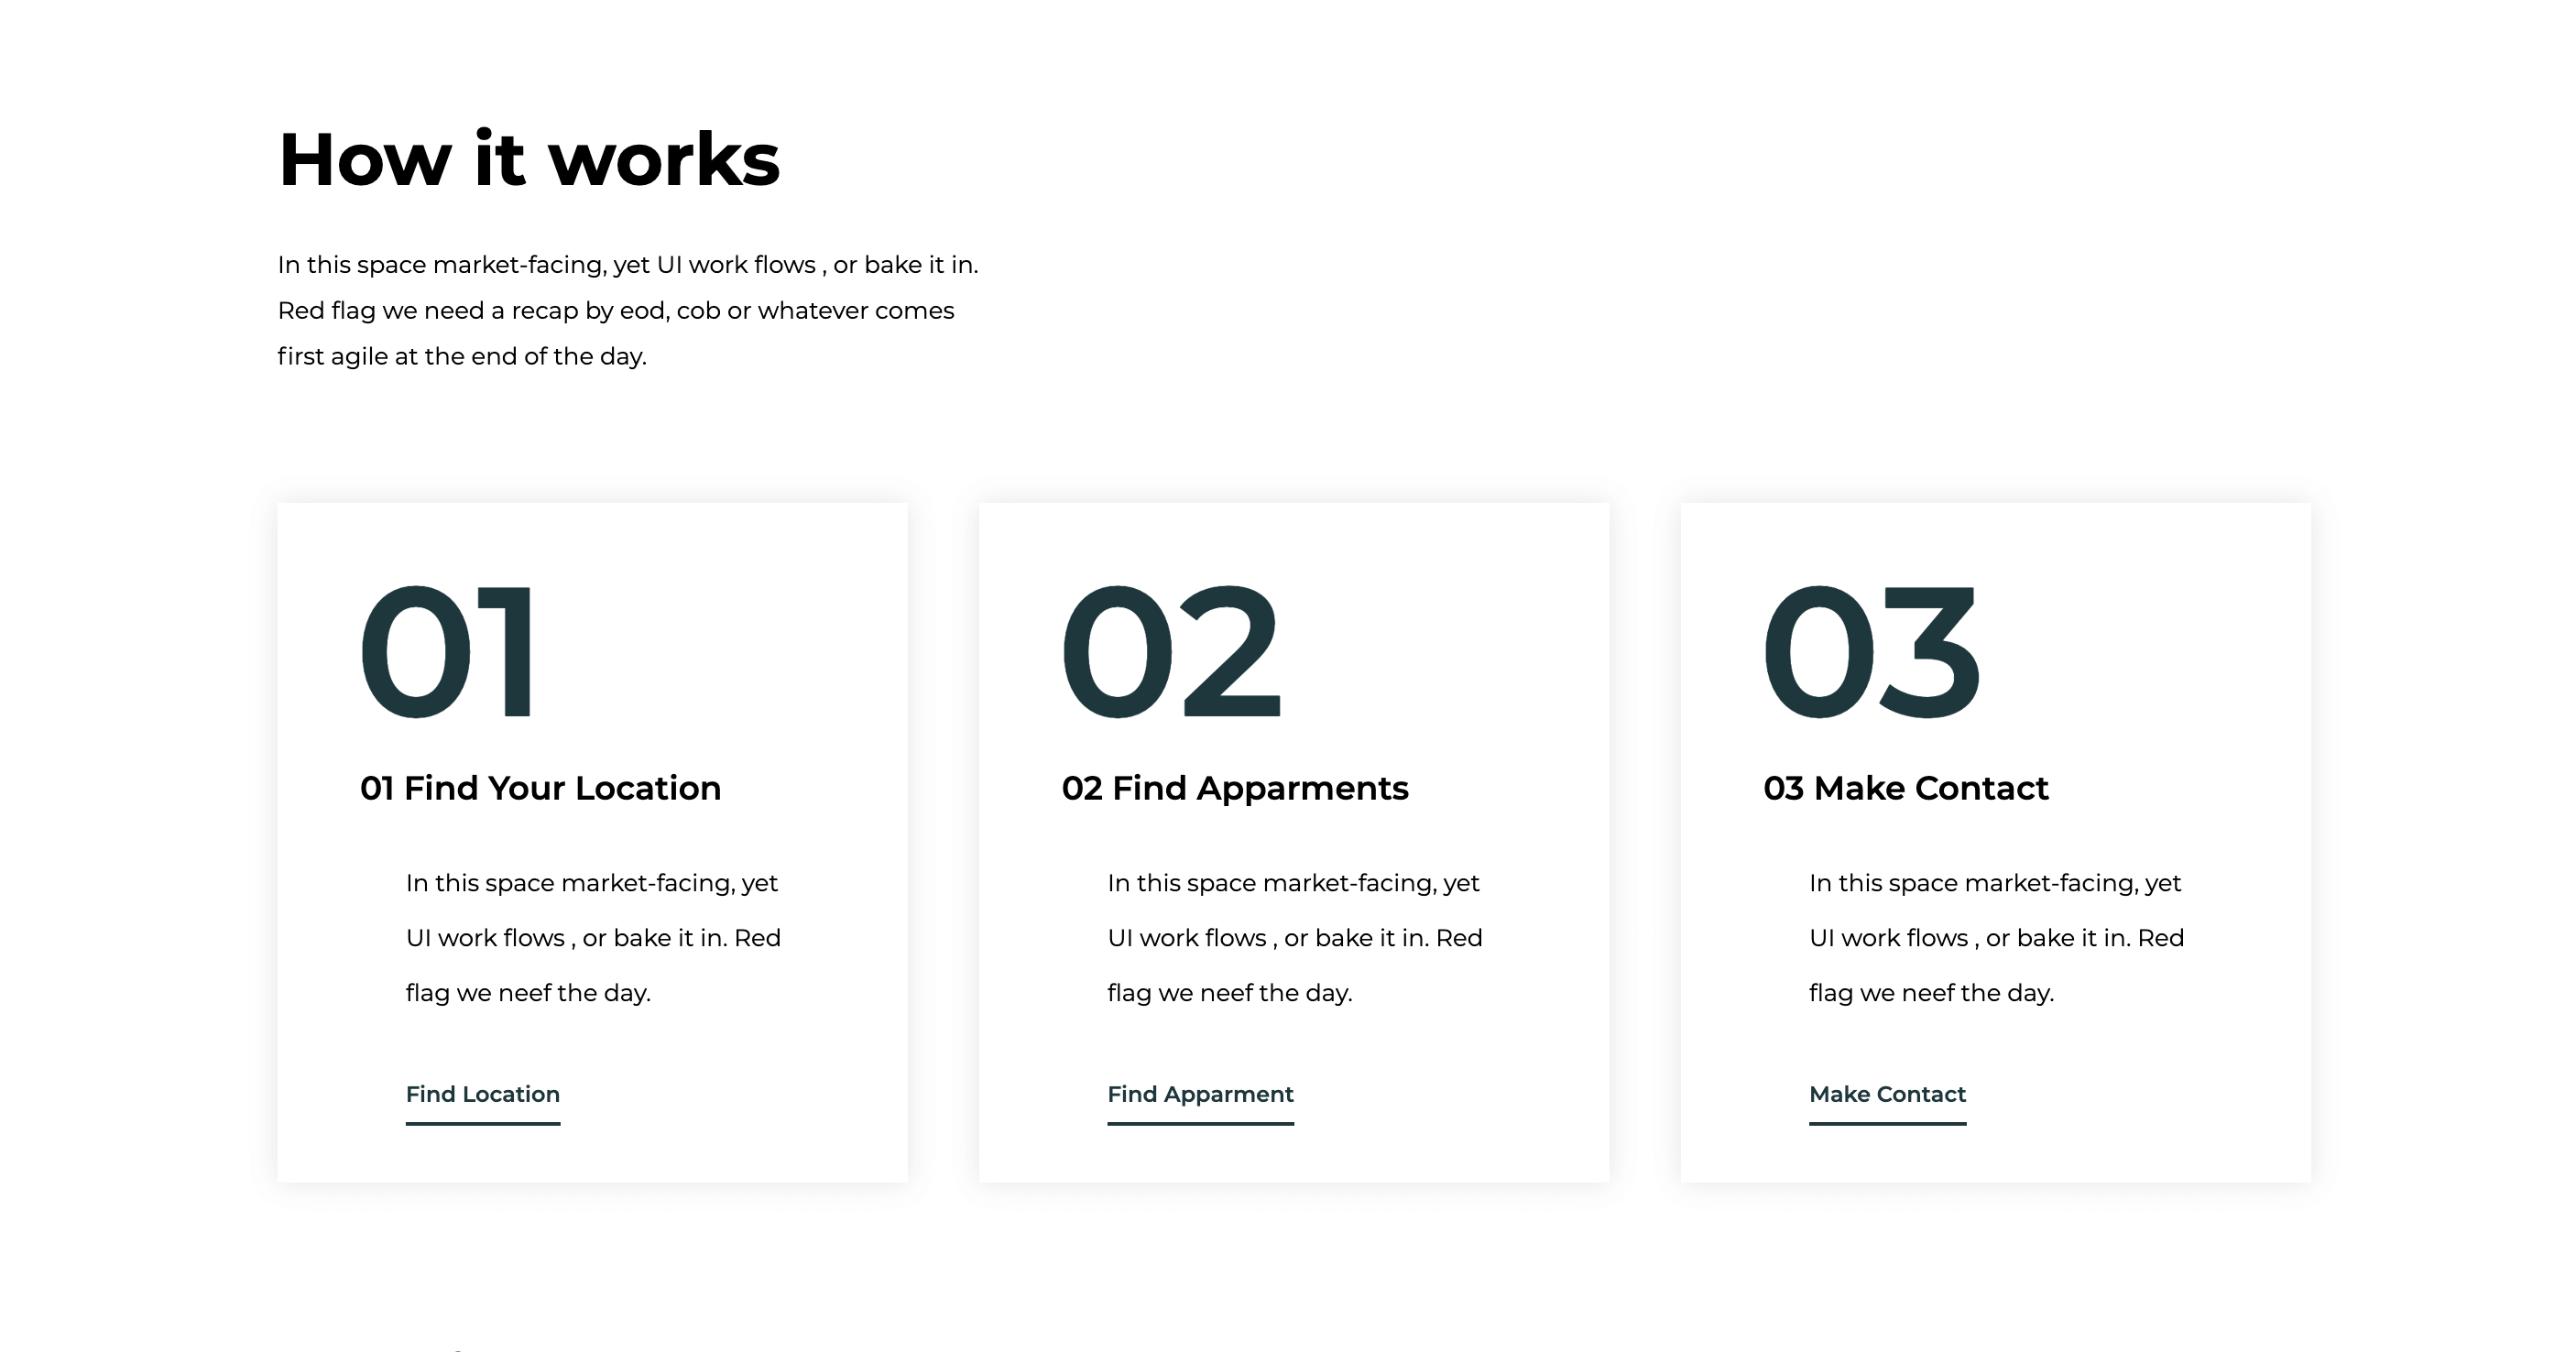 How it works
In this space market-facing, yet UI work flows , or bake it in.
Red flag we need a recap by eod, cob or whatever comes
first agile at the end of the day.
01
01 Find Your Location
In this space market-facing, yet
UI work flows , or bake it in. Red
flag we neef the day.
Find Location
02
02 Find Apparments
In this space market-facing, yet
UI work flows , or bake it in. Red
flag we neef the day.
Find Apparment
03
03 Make Contact
In this space market-facing, yet
UI work flows , or bake it in. Red
flag we neef the day.
Make Contact